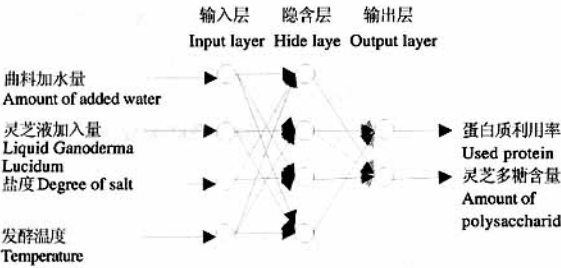 输入层 隐含层 输出层
Input layer Hide laye Output layer
曲料加水量
Amount of added water
灵芝液加入量
Liquid Ganoderma
Lucidum
盐度 Degree of salt
发酵温度
Temperature
蛋白质利用率
Used protein
灵芝多糖含量
Amount of
polysaccharid